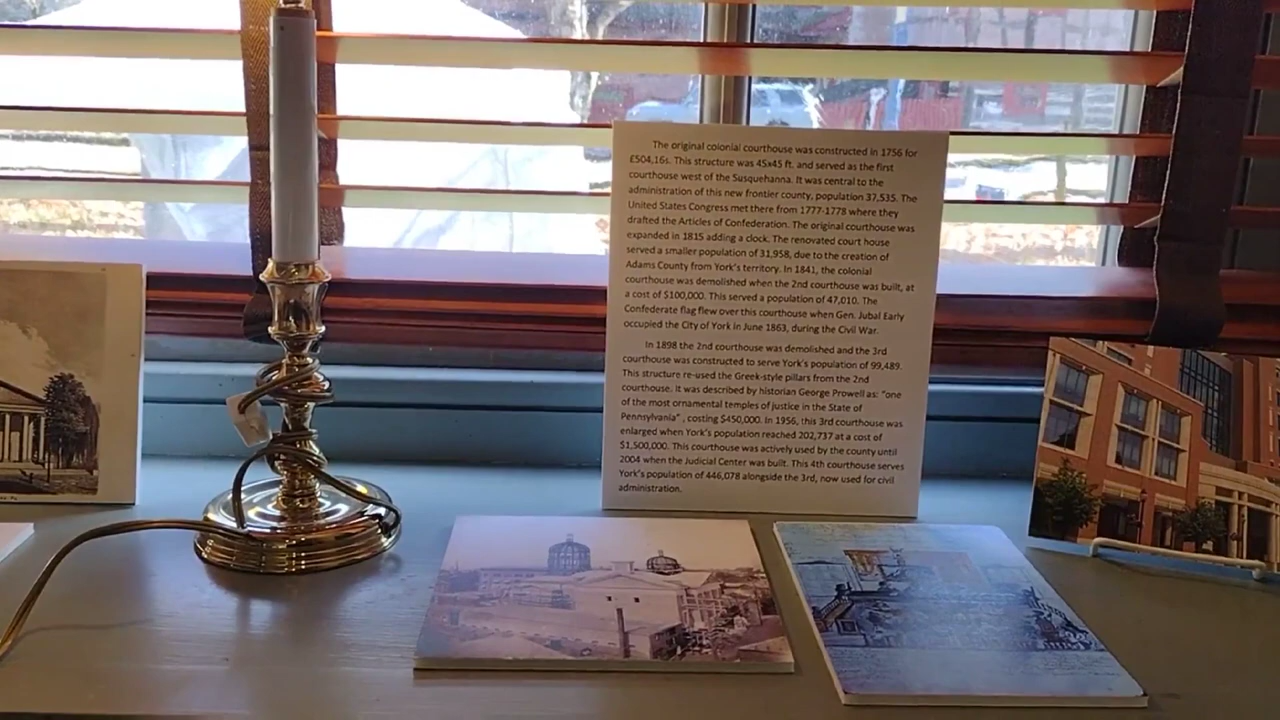 The original colonial courthouse was constructed in 1756 for
£504,16s. This structure was 45x45 ft. and served as the first
courthouse west of the Susquehanna. It was central to the
administration of this new frontier county, population 37,535. The
United States Congress met there from 1777-1778 where they
drafted the Articles of Confederation. The original courthouse was
expanded in 1815 adding a clock. The renovated court house
served a smaller population of 31,958, due to the creation of
Adams County from York's territory. In 1841, the colonial
courthouse was demolished when the 2nd courthouse was built, at
a cost of $100,000. This served a population of 47,010. The
Confederate flag flew over this courthouse when Gen. Jubal Early
occupied the City of York in June 1863, during the Civil War.
In 1898 the 2nd courthouse was demolished and the 3rd
courthouse was constructed to serve York's population of 99,489.
This structure re-used the Greek-style pillars from the 2nd
courthouse. It was described by historian George Prowell as: "one
of the most ornamental temples of justice in the State of
Pennsylvania" , costing $450,000. In 1956, this 3rd courthouse was
enlarged when York's population reached 202,737 at a cost of
$1,500,000. This courthouse was actively used by the county until
2004 when the Judicial Center was built. This 4th courthouse serves
York's population of 446,078 alongside the 3rd, now used for civil
administration.